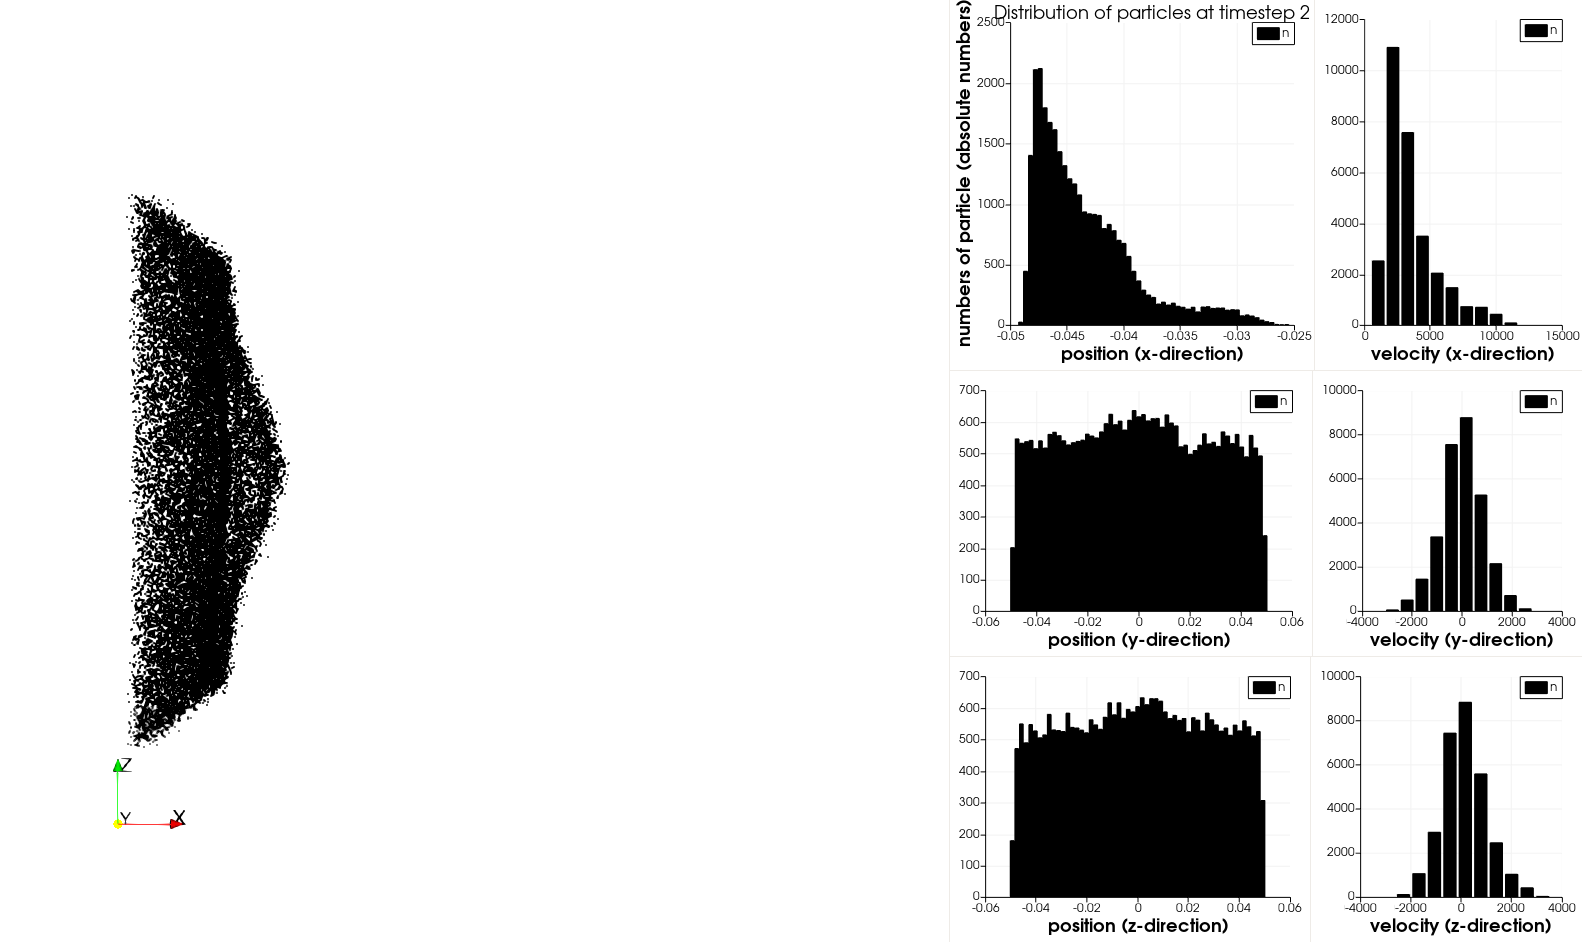 Distribution of particles at timestep 2
numbers of particle (absolute numbers)
2500
2000
1500
1000
500
0
-0.05 -0.045 -0.04 -0.035 -0.03 -0.025
position (x-direction)
n
12000
10000
8000
6000
4000
2000
0
0 5000 10000 15000
velocity (x-direction)
n
700
600
500
400
300
200
100
0
-0.06 -0.04 -0.02 0 0.02 0.04 0.06
position (y-direction)
n
10000
8000
6000
4000
2000
0
-4000 -2000 0 2000 4000
velocity (y-direction)
n
700
600
500
400
300
200
100
0
-0.06 -0.04 -0.02 0 0.02 0.04 0.06
position (z-direction)
n
10000
8000
6000
4000
2000
0
-4000 -2000 0 2000 4000
velocity (z-direction)
n
Z
Y X